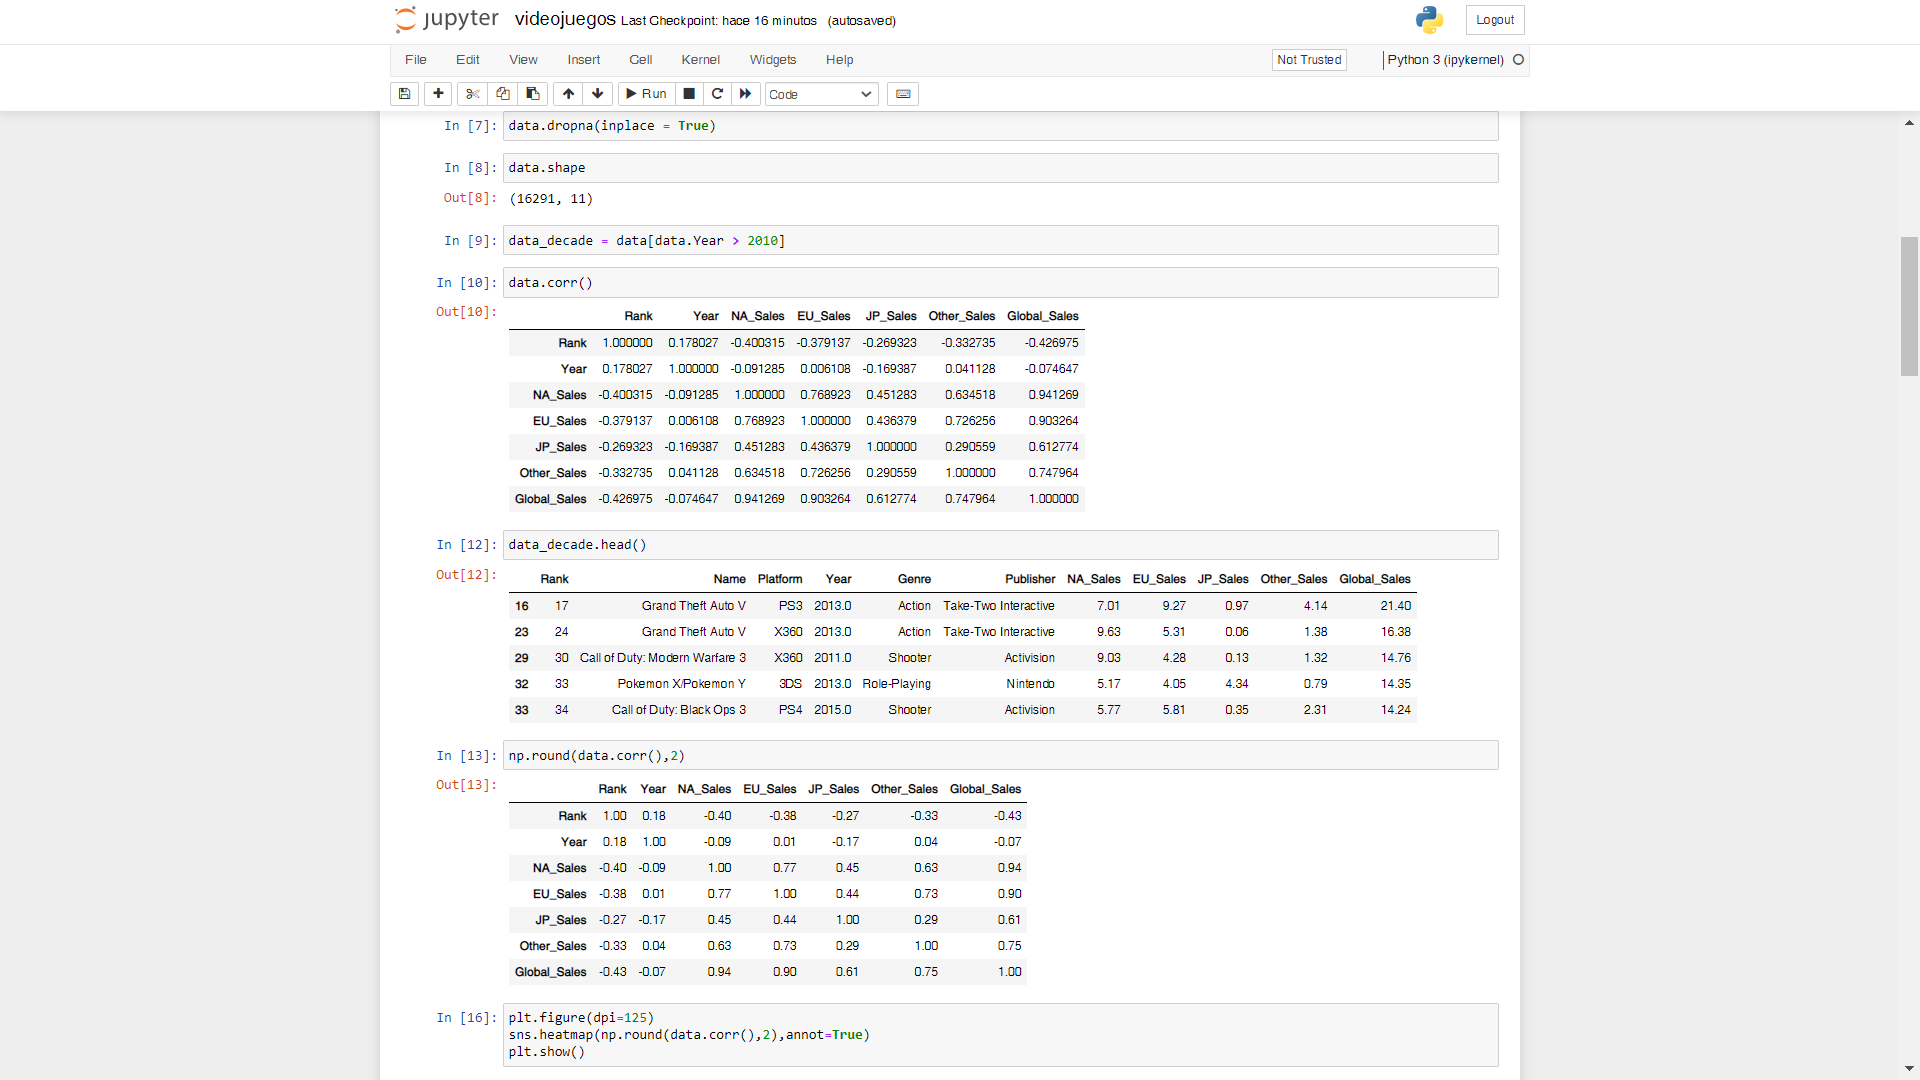 jupyter videojuegos Last Checkpoint: hace 16 minutos (autosaved) Logout
File Edit View Insert Cell Kernel Widgets Help Not Trusted Python 3 (ipykernel)
Run Code
In [7]: data.dropna(inplace = True)
In [8]: data.shape
Out[8]: (16291, 11)
In [9]: data_decade = data[data.Year > 2010]
In [10]: data.corr()
Out[10]:
Rank Year NA_Sales EU_Sales JP_Sales Other_Sales Global_Sales
Rank 1.000000 0.178027 -0.400315 -0.379137 -0.269323 -0.332735 -0.426975
Year 0.178027 1.000000 -0.091285 0.006108 -0.169387 0.041128 -0.074647
NA_Sales -0.400315 -0.091285 1.000000 0.768923 0.451283 0.634518 0.941269
EU_Sales -0.379137 0.006108 0.768923 1.000000 0.436379 0.726256 0.903264
JP_Sales -0.269323 -0.169387 0.451283 0.436379 1.000000 0.290559 0.612774
Other_Sales -0.332735 0.041128 0.634518 0.726256 0.290559 1.000000 0.747964
Global_Sales -0.426975 -0.074647 0.941269 0.903264 0.612774 0.747964 1.000000
In [12]: data_decade.head()
Out[12]:
Rank Name Platform Year Genre Publisher NA_Sales EU_Sales JP_Sales Other_Sales Global_Sales
16 17 Grand Theft Auto V PS3 2013.0 Action Take-Two Interactive 7.01 9.27 0.97 4.14 21.40
23 24 Grand Theft Auto V X360 2013.0 Action Take-Two Interactive 9.63 5.31 0.06 1.38 16.38
29 30 Call of Duty: Modern Warfare 3 X360 2011.0 Shooter Activision 9.03 4.28 0.13 1.32 14.76
32 33 Pokemon X/Pokemon Y 3DS 2013.0 Role-Playing Nintendo 5.17 4.05 4.34 0.79 14.35
33 34 Call of Duty: Black Ops 3 PS4 2015.0 Shooter Activision 5.77 5.81 0.35 2.31 14.24
In [13]: np.round(data.corr(),2)
Out[13]:
Rank Year NA_Sales EU_Sales JP_Sales Other_Sales Global_Sales
Rank 1.00 0.18 -0.40 -0.38 -0.27 -0.33 -0.43
Year 0.18 1.00 -0.09 0.01 -0.17 0.04 -0.07
NA_Sales -0.40 -0.09 1.00 0.77 0.45 0.63 0.94
EU_Sales -0.38 0.01 0.77 1.00 0.44 0.73 0.90
JP_Sales -0.27 -0.17 0.45 0.44 1.00 0.29 0.61
Other_Sales -0.33 0.04 0.63 0.73 0.29 1.00 0.75
Global_Sales -0.43 -0.07 0.94 0.90 0.61 0.75 1.00
In [16]: plt.figure(dpi=125)
sns.heatmap(np.round(data.corr(),2),annot=True)
plt.show()